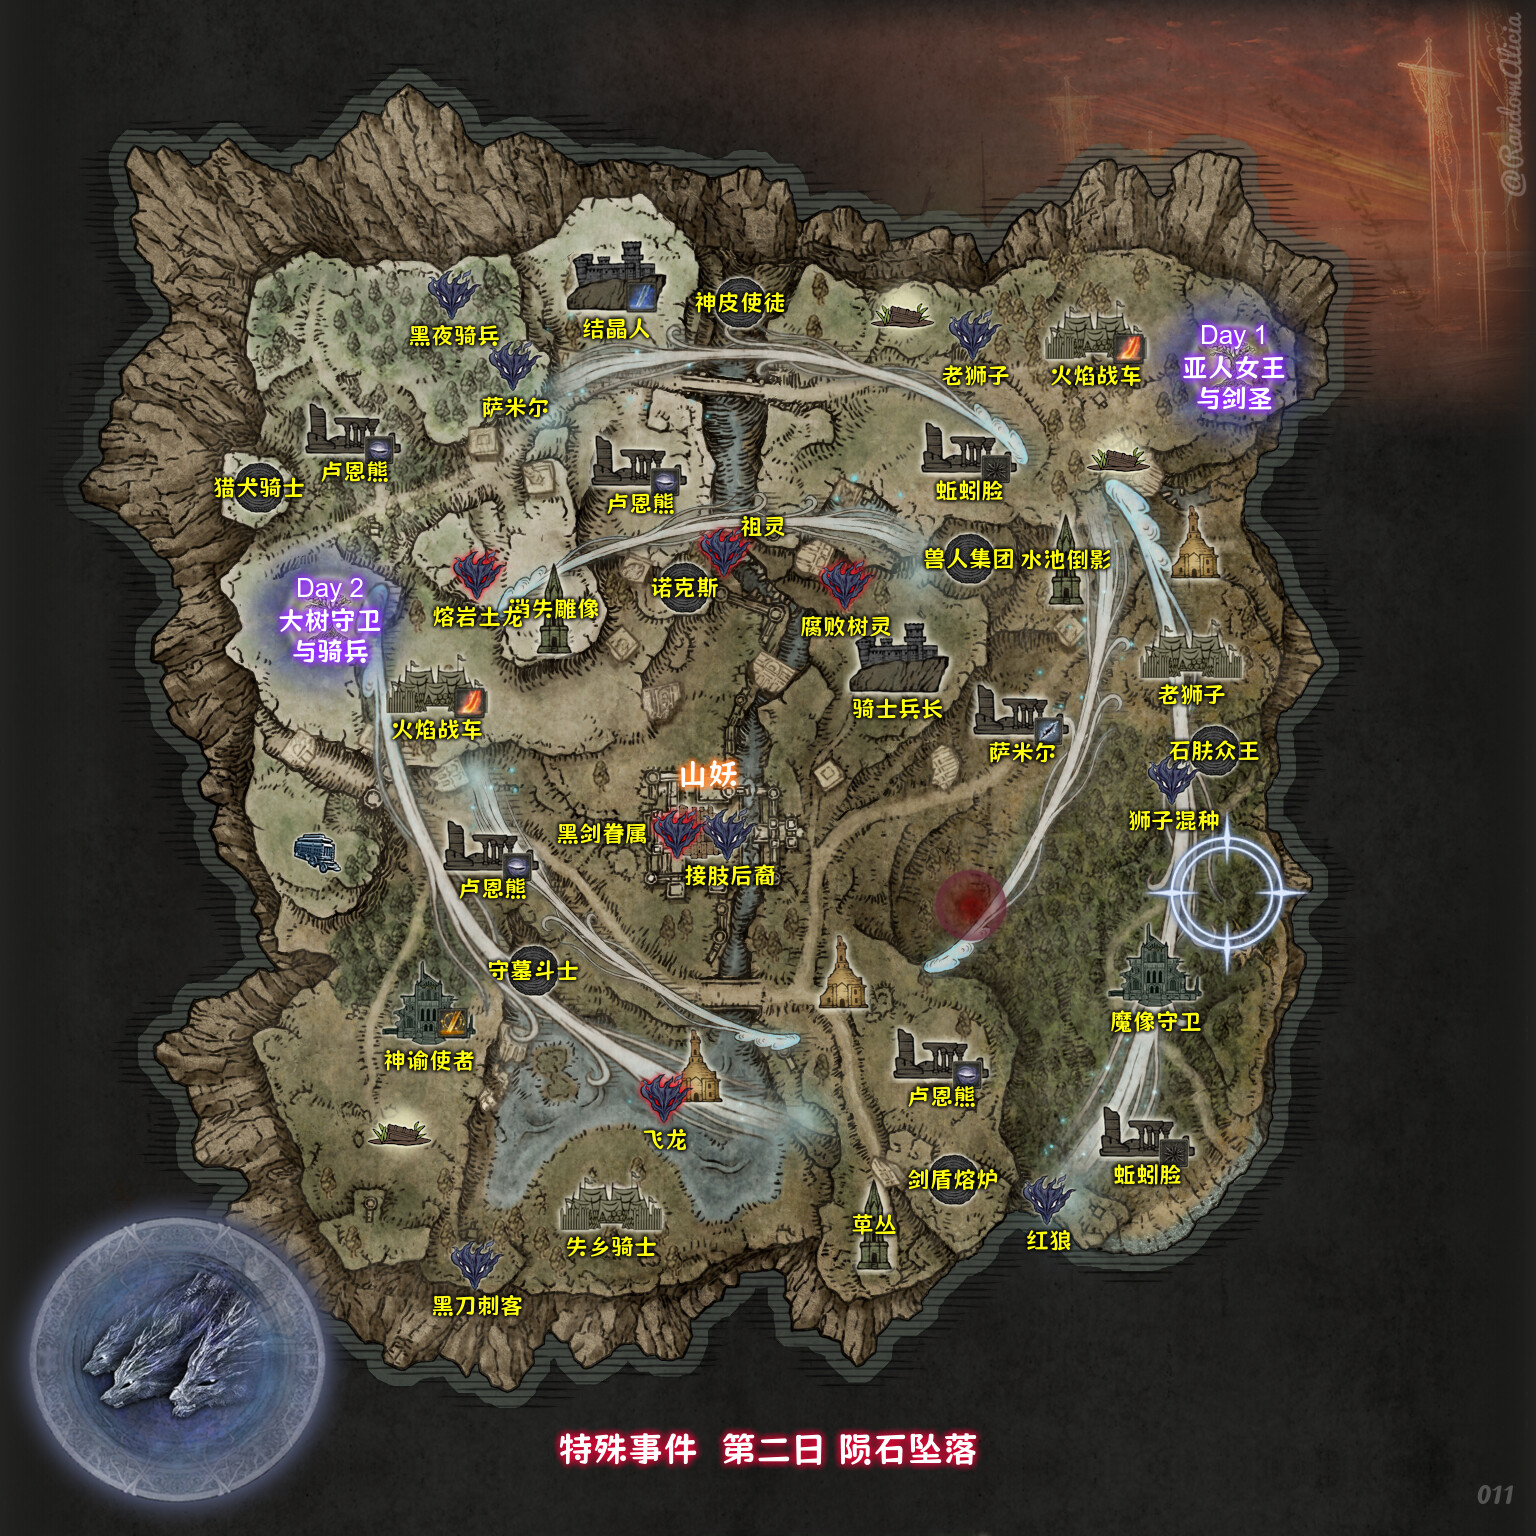 @RandomAlicia
神皮使徒
结晶人
黑夜骑兵
Day 1
亚人女王
与剑圣
老狮子
火焰战车
萨米尔
卢恩熊
猎犬骑士
卢恩熊
蚯蚓脸
祖灵
兽人集团
水池倒影
诺克斯
Day 2
大树守卫
与骑兵
熔岩土龙
消失雕像
腐败树灵
老狮子
骑士兵长
火焰战车
萨米尔
石肤众王
山妖
狮子混种
黑剑眷属
接肢后裔
卢恩熊
守墓斗士
魔像守卫
神谕使者
卢恩熊
飞龙
蚯蚓脸
剑盾熔炉
草丛
红狼
失乡骑士
黑刀刺客
特殊事件 第二日 陨石坠落
011